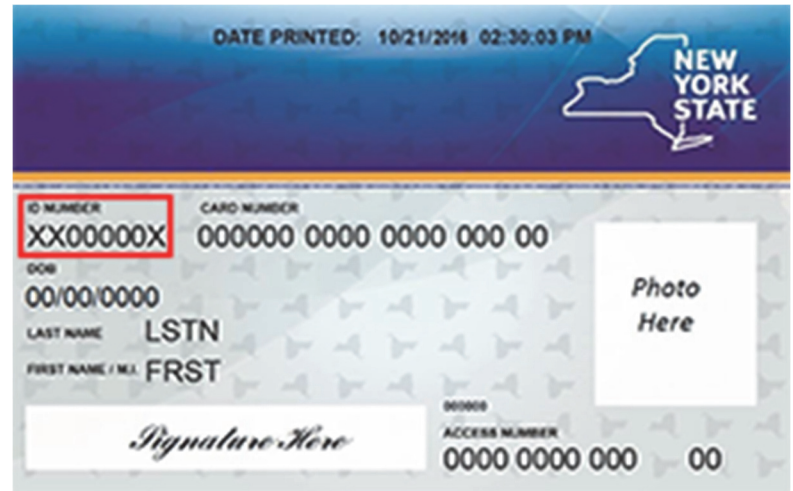 DATE PRINTED: 10/21/2016 02:30:03 PM
NEW
YORK
STATE
ID NUMBER CARD NUMBER
XX00000X 000000 0000 0000 000 00
DOB
00/00/0000
LAST NAME LSTN
FIRST NAME / M.I. FRST
Photo
Here
Signature Here
000000
ACCESS NUMBER
0000 0000 000 00